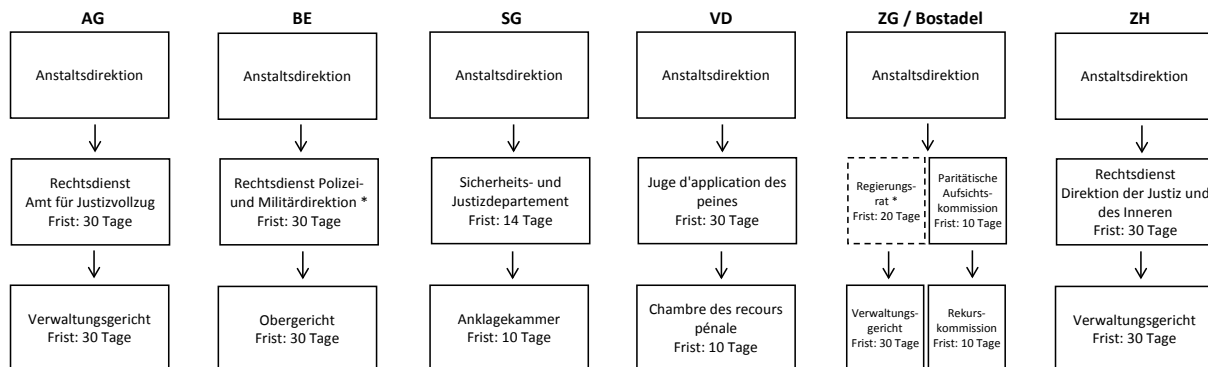 AG
Anstaltsdirektion
Rechtsdienst
Amt für Justizvollzug
Frist: 30 Tage
Verwaltungsgericht
Frist: 30 Tage
BE
Anstaltsdirektion
Rechtsdienst Polizei-
und Militärdirektion *
Frist: 30 Tage
Obergericht
Frist: 30 Tage
SG
Anstaltsdirektion
Sicherheits- und
Justizdepartement
Frist: 14 Tage
Anklagekammer
Frist: 10 Tage
VD
Anstaltsdirektion
Juge d'application des
peines
Frist: 30 Tage
Chambre des recours
pénale
Frist: 10 Tage
ZG / Bostadel
Anstaltsdirektion
Regierungs-
rat *
Frist: 20 Tage
Paritätische
Aufsichts-
kommission
Frist: 10 Tage
Verwaltungs-
gericht
Frist: 30 Tage
Rekurs-
kommission
Frist: 10 Tage
ZH
Anstaltsdirektion
Rechtsdienst
Direktion der Justiz und
des Inneren
Frist: 30 Tage
Verwaltungsgericht
Frist: 30 Tage